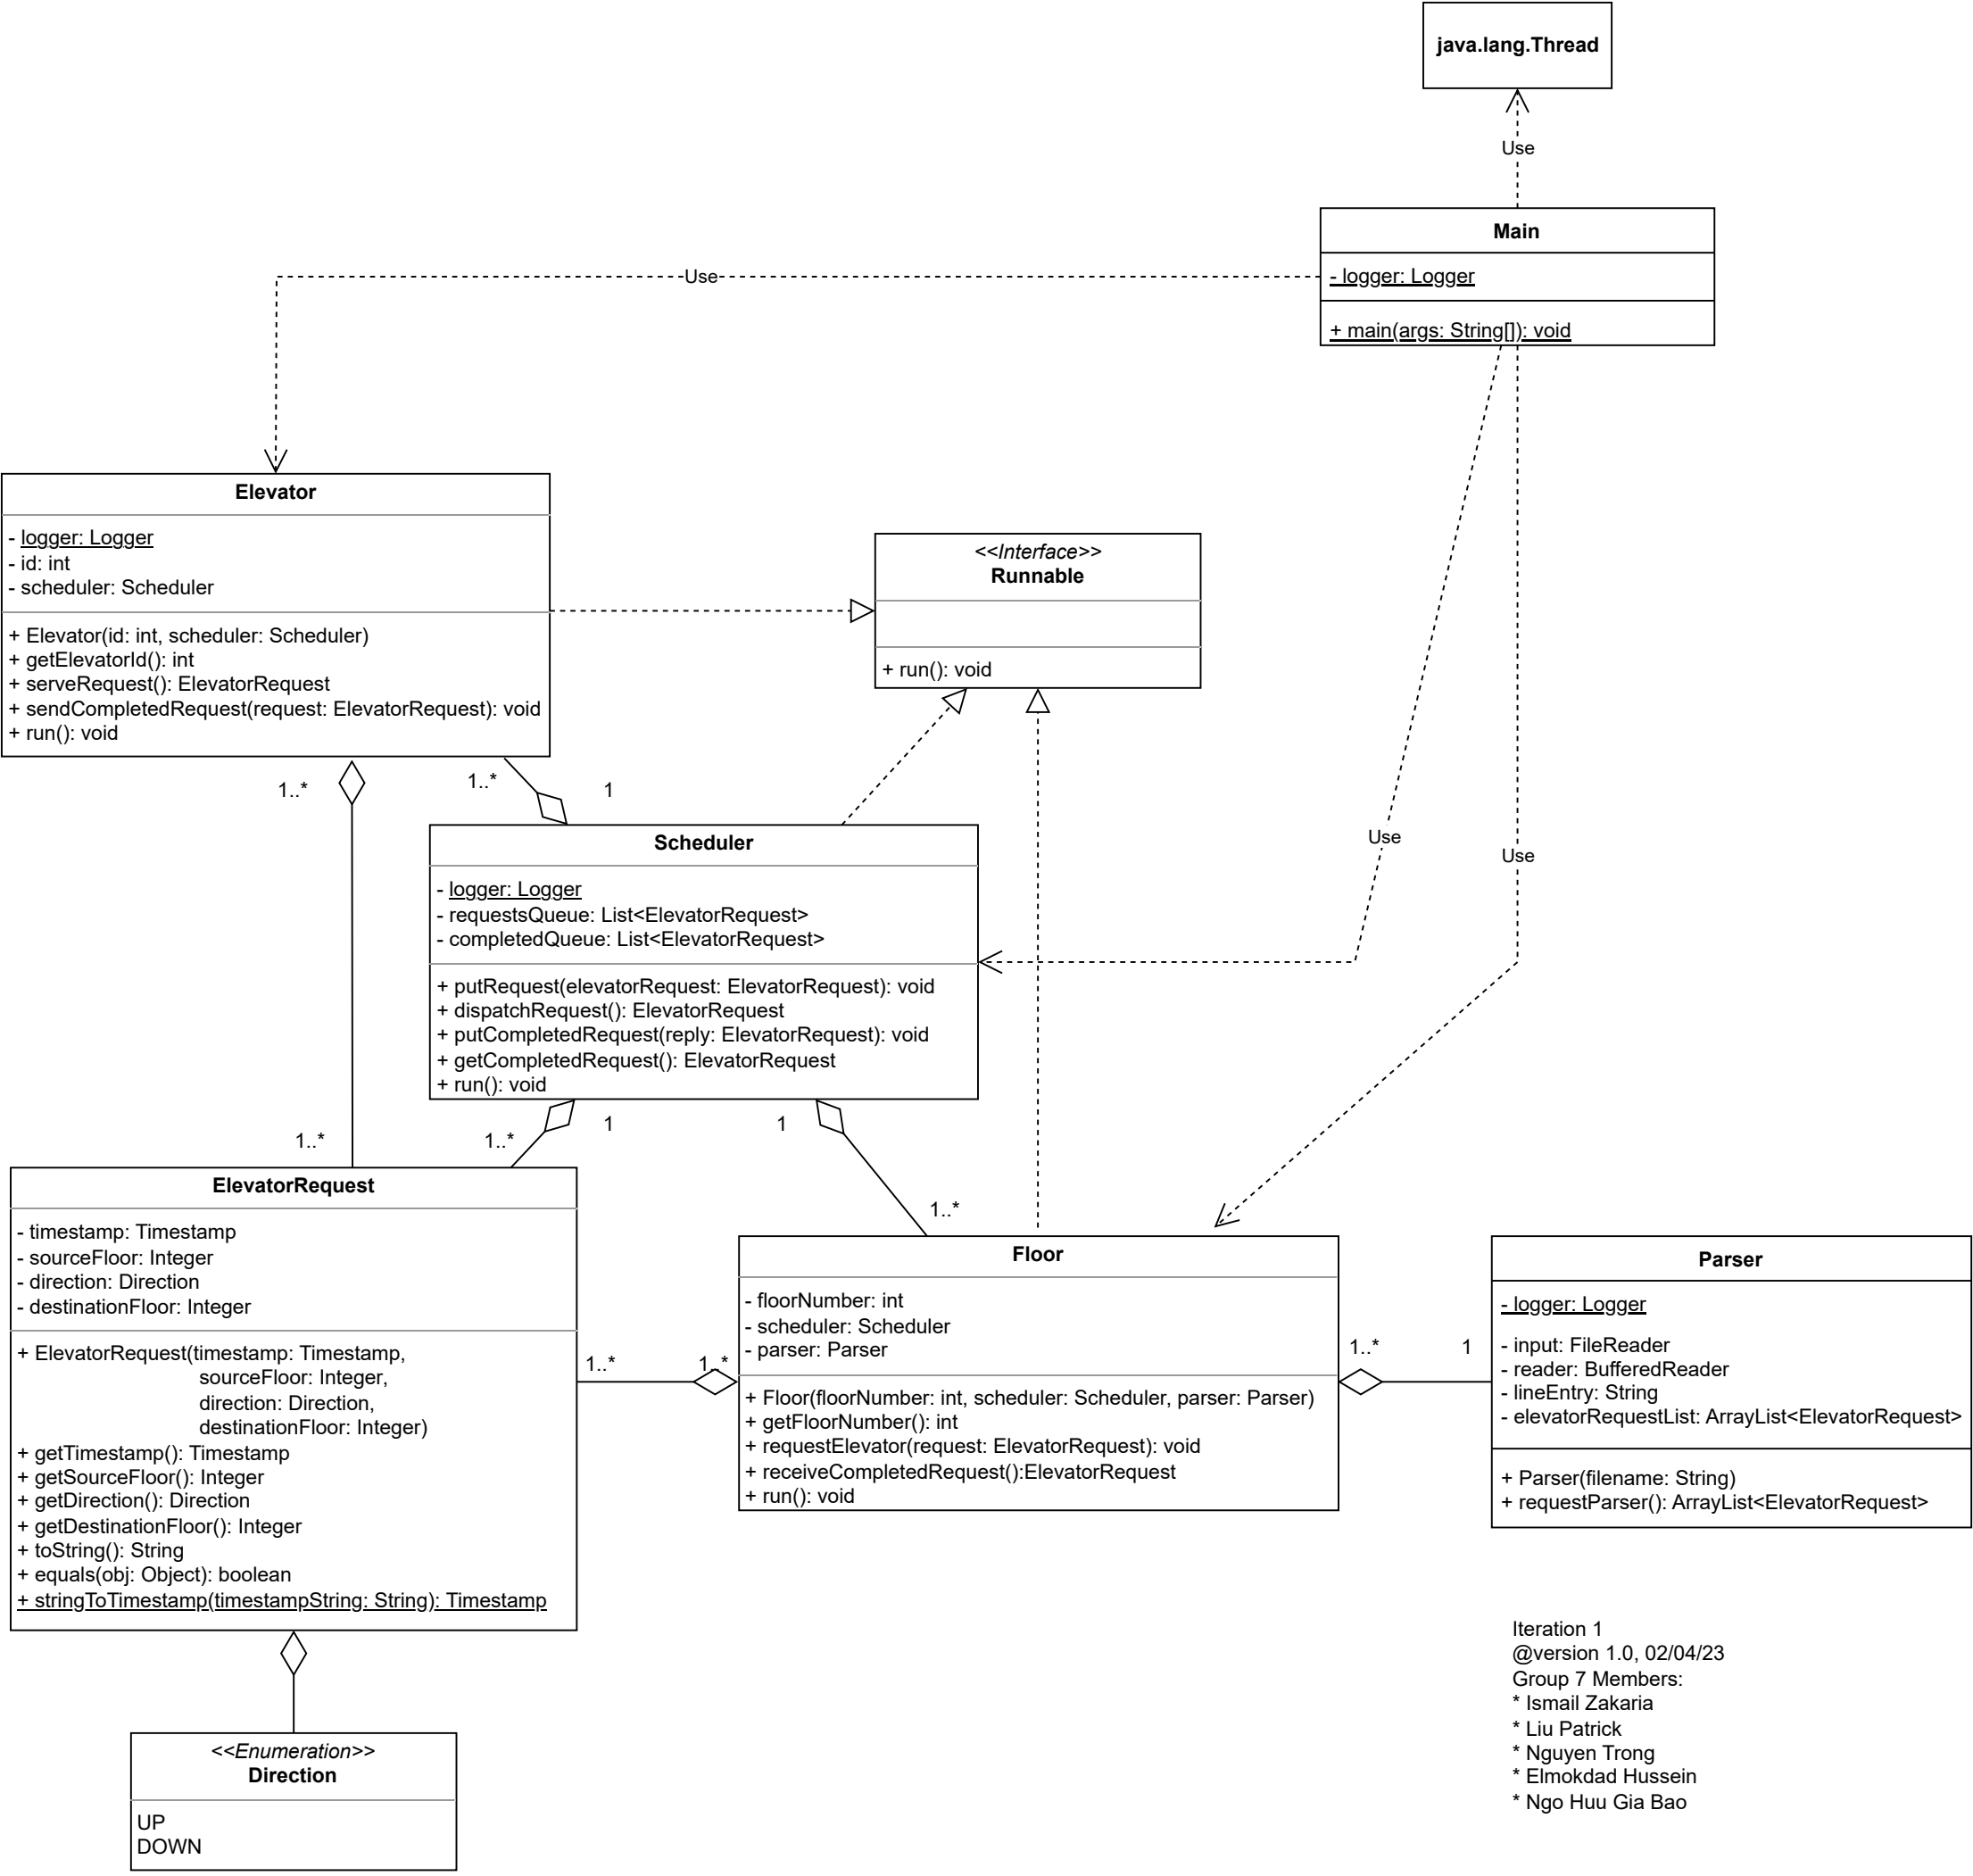 java.lang.Thread
Use
Main
- logger: Logger
+ main(args: String[]): void
Use
Elevator
- logger: Logger
- id: int
- scheduler: Scheduler
+ Elevator(id: int, scheduler: Scheduler)
+ getElevatorId(): int
+ serveRequest(): ElevatorRequest
+ sendCompletedRequest(request: ElevatorRequest): void
+ run(): void
<<Interface>>
Runnable
+ run(): void
1..*
1..*
1
Use
Use
Scheduler
- logger: Logger
- requestsQueue: List<ElevatorRequest>
- completedQueue: List<ElevatorRequest>
+ putRequest(elevatorRequest: ElevatorRequest): void
+ dispatchRequest(): ElevatorRequest
+ putCompletedRequest(reply: ElevatorRequest): void
+ getCompletedRequest(): ElevatorRequest
+ run(): void
1..*
1..*
1
1
1..*
ElevatorRequest
- timestamp: Timestamp
- sourceFloor: Integer
- direction: Direction
- destinationFloor: Integer
+ ElevatorRequest(timestamp: Timestamp,
sourceFloor: Integer,
direction: Direction,
destinationFloor: Integer)
+ getTimestamp(): Timestamp
+ getSourceFloor(): Integer
+ getDirection(): Direction
+ getDestinationFloor(): Integer
+ toString(): String
+ equals(obj: Object): boolean
+ stringToTimestamp(timestampString: String): Timestamp
1..*
1..*
Floor
- floorNumber: int
- scheduler: Scheduler
- parser: Parser
+ Floor(floorNumber: int, scheduler: Scheduler, parser: Parser)
+ getFloorNumber(): int
+ requestElevator(request: ElevatorRequest): void
+ receiveCompletedRequest():ElevatorRequest
+ run(): void
1..*
1
Parser
- logger: Logger
- input: FileReader
- reader: BufferedReader
- lineEntry: String
- elevatorRequestList: ArrayList<ElevatorRequest>
+ Parser(filename: String)
+ requestParser(): ArrayList<ElevatorRequest>
<<Enumeration>>
Direction
UP
DOWN
Iteration 1
@version 1.0, 02/04/23
Group 7 Members:
* Ismail Zakaria
* Liu Patrick
* Nguyen Trong
* Elmokdad Hussein
* Ngo Huu Gia Bao